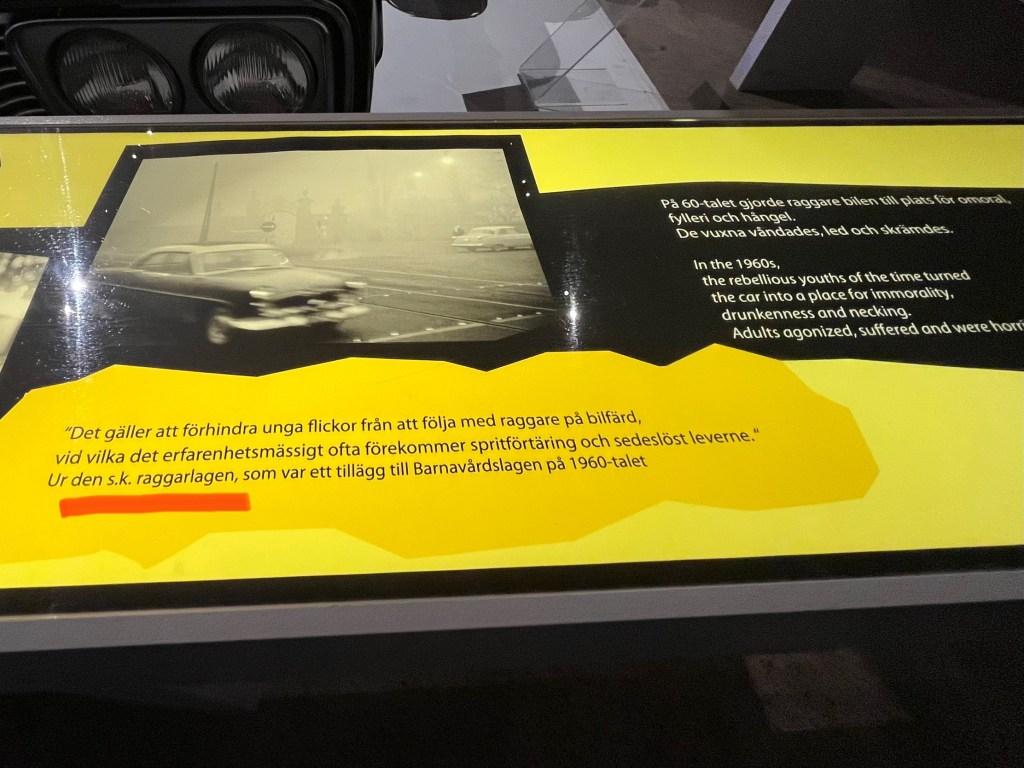 På 60-talet gjorde raggare bilen till plats för omoral,
fylleri och hångel.
De vuxna våndades, led och skrämdes.
In the 1960s,
the rebellious youths of the time turned
the car into a place for immorality,
drunkenness and necking.
Adults agonized, suffered and were
"Det gäller att förhindra unga flickor från att följa med raggare på bilfärd,
vid vilka det erfarenhetsmässigt ofta förekommer spritförtäring och sedeslöst leverne."
Ur den s.k. raggarlagen, som var ett tillägg till Barnavårdslagen på 1960-talet